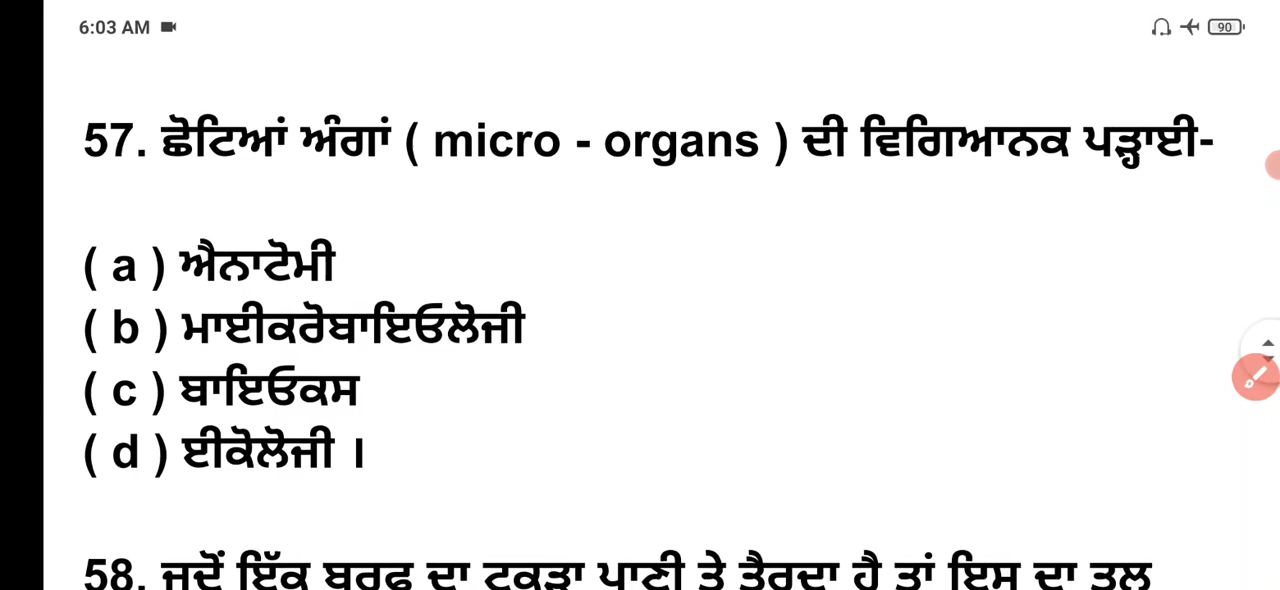 6:03 AM
90
57. ਛੋਟਿਆਂ ਅੰਗਾਂ ( micro - organs ) ਦੀ ਵਿਗਿਆਨਕ ਪੜ੍ਹਾਈ-
( a ) ਐਨਾਟੋਮੀ
( b ) ਮਾਈਕਰੋਬਾਇਓਲੋਜੀ
( c ) ਬਾਇਓਕਸ
( d ) ਈਕੋਲੋਜੀ ।
58. ਜਦੋਂ ਇੱਕ ਬਰਫ ਦਾ ਟੁਕੜਾ ਪਾਣੀ ਤੇ ਤੈਰਦਾ ਹੈ ਤਾਂ ਇਸ ਦਾ ਤਲ